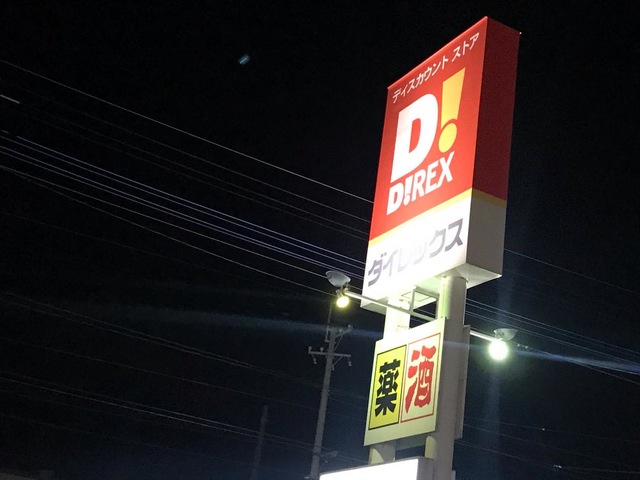 ディスカウント ストア
D!
D!REX
ダイレックス
薬 酒